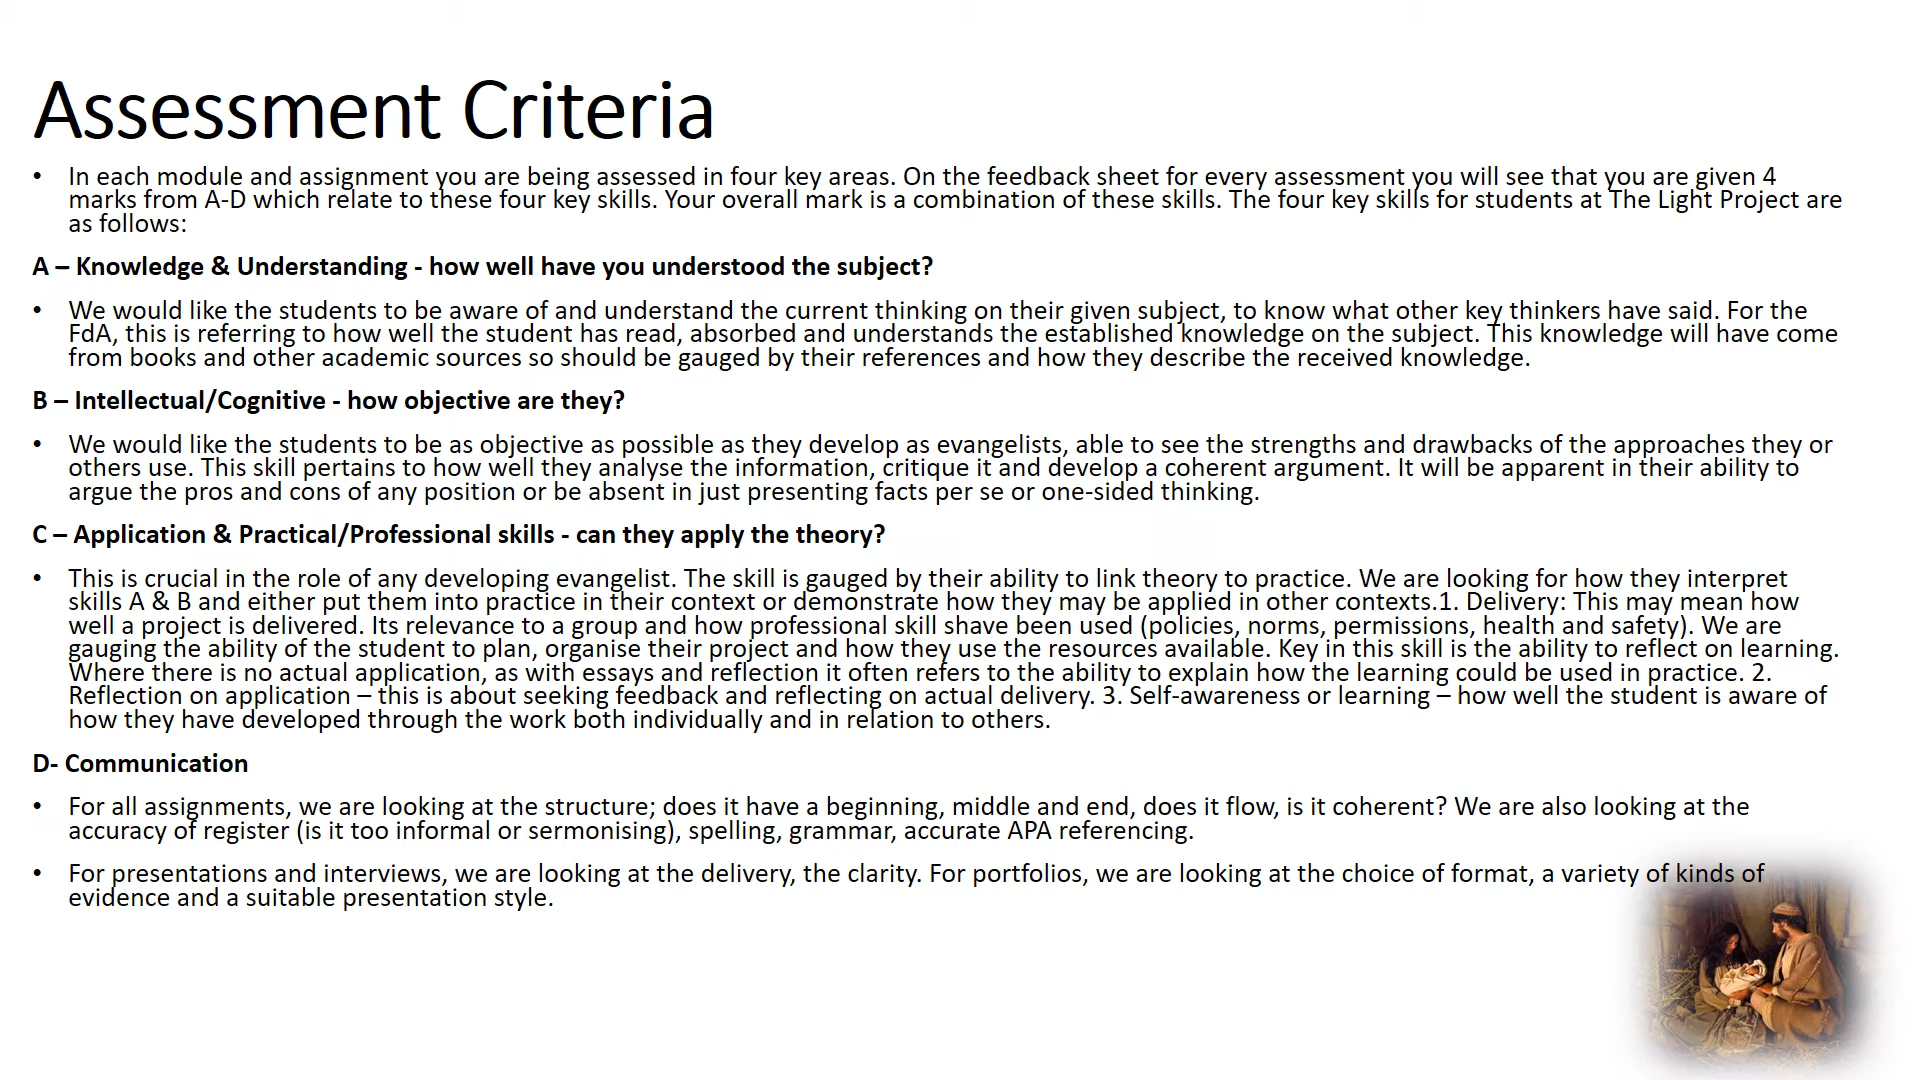 Assessment Criteria
• In each module and assignment you are being assessed in four key areas. On the feedback sheet for every assessment you will see that you are given 4
marks from A-D which relate to these four key skills. Your overall mark is a combination of these skills. The four key skills for students at The Light Project are
as follows:
A – Knowledge & Understanding - how well have you understood the subject?
• We would like the students to be aware of and understand the current thinking on their given subject, to know what other key thinkers have said. For the
FdA, this is referring to how well the student has read, absorbed and understands the established knowledge on the subject. This knowledge will have come
from books and other academic sources so should be gauged by their references and how they describe the received knowledge.
B – Intellectual/Cognitive - how objective are they?
• We would like the students to be as objective as possible as they develop as evangelists, able to see the strengths and drawbacks of the approaches they or
others use. This skill pertains to how well they analyse the information, critique it and develop a coherent argument. It will be apparent in their ability to
argue the pros and cons of any position or be absent in just presenting facts per se or one-sided thinking.
C – Application & Practical/Professional skills - can they apply the theory?
• This is crucial in the role of any developing evangelist. The skill is gauged by their ability to link theory to practice. We are looking for how they interpret
skills A & B and either put them into practice in their context or demonstrate how they may be applied in other contexts.1. Delivery: This may mean how
well a project is delivered. Its relevance to a group and how professional skill shave been used (policies, norms, permissions, health and safety). We are
gauging the ability of the student to plan, organise their project and how they use the resources available. Key in this skill is the ability to reflect on learning.
Where there is no actual application, as with essays and reflection it often refers to the ability to explain how the learning could be used in practice. 2.
Reflection on application – this is about seeking feedback and reflecting on actual delivery. 3. Self-awareness or learning – how well the student is aware of
how they have developed through the work both individually and in relation to others.
D- Communication
• For all assignments, we are looking at the structure; does it have a beginning, middle and end, does it flow, is it coherent? We are also looking at the
accuracy of register (is it too informal or sermonising), spelling, grammar, accurate APA referencing.
• For presentations and interviews, we are looking at the delivery, the clarity. For portfolios, we are looking at the choice of format, a variety of kinds of
evidence and a suitable presentation style.